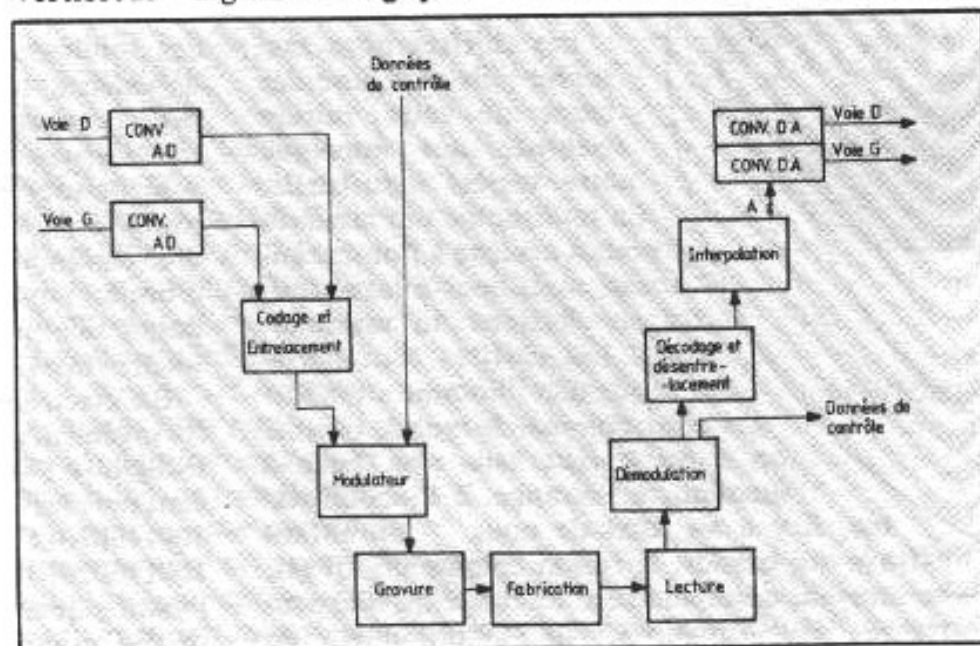 Données
de contrôle
Voie D
CONV.
A.D
Voie G
CONV.
A.D
Codage et
Entrelacement
Modulateur
Gravure
Fabrication
Lecture
Démodulation
Données de
contrôle
Décodage et
désentre-
-lacement
Interpolation
CONV. D.A.
Voie D
CONV. D.A.
Voie G